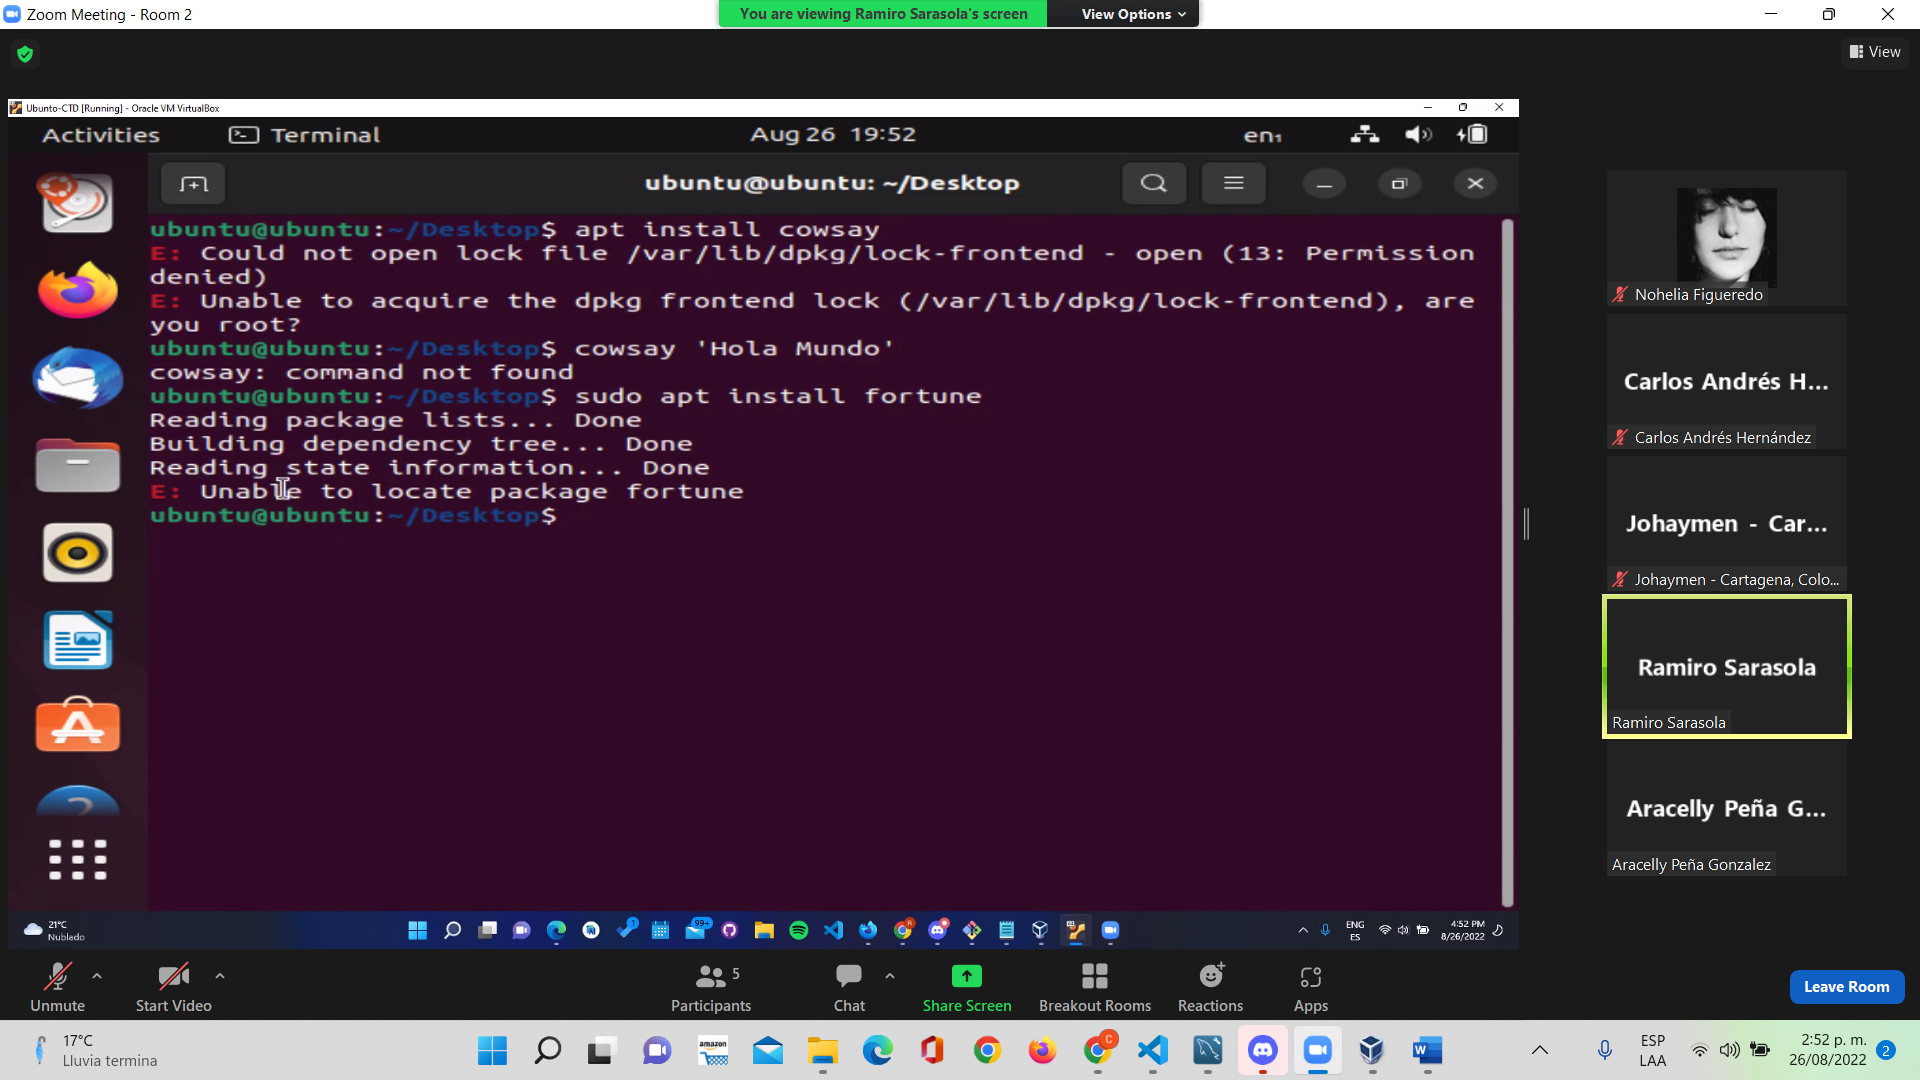 Zoom Meeting - Room 2
You are viewing Ramiro Sarasola's screen
View Options
View
Ubunto-CTD [Running] - Oracle VM VirtualBox
Activities
Terminal
Aug 26 19:52
en₁
ubuntu@ubuntu: ~/Desktop
ubuntu@ubuntu:~/Desktop$ apt install cowsay
E: Could not open lock file /var/lib/dpkg/lock-frontend - open (13: Permission
denied)
E: Unable to acquire the dpkg frontend lock (/var/lib/dpkg/lock-frontend), are
you root?
ubuntu@ubuntu:~/Desktop$ cowsay 'Hola Mundo'
cowsay: command not found
ubuntu@ubuntu:~/Desktop$ sudo apt install fortune
Reading package lists... Done
Building dependency tree... Done
Reading state information... Done
E: Unable to locate package fortune
ubuntu@ubuntu:~/Desktop$
Nohelia Figueredo
Carlos Andrés H...
Carlos Andrés Hernández
Johaymen - Car...
Johaymen - Cartagena, Colo...
Ramiro Sarasola
Ramiro Sarasola
Aracelly Peña G...
Aracelly Peña Gonzalez
21°C
Nublado
99+
ENG
ES
4:52 PM
8/26/2022
Unmute
Start Video
5
Participants
Chat
Share Screen
Breakout Rooms
Reactions
Apps
Leave Room
17°C
Lluvia termina
amazon
C
ESP
LAA
2:52 p. m.
26/08/2022
2